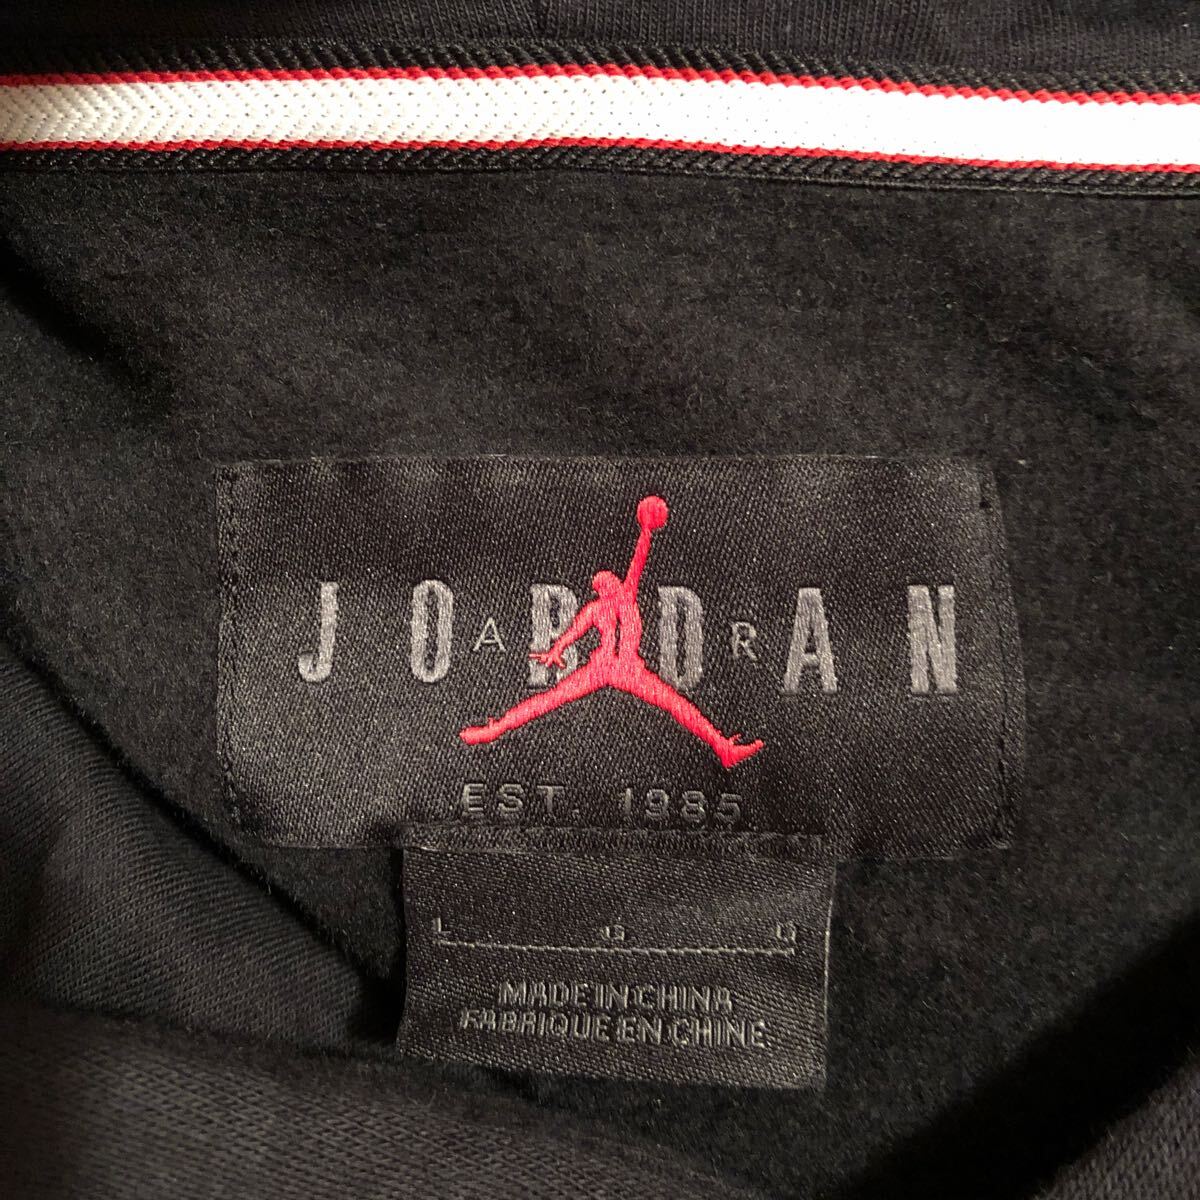 JORDAN
AIR
EST. 1985
L G G
MADE IN CHINA
FABRIQUE EN CHINE